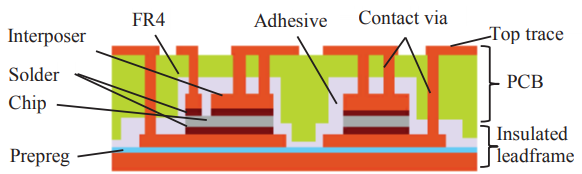 FR4
Adhesive
Contact via
Interposer
Top trace
Solder
PCB
Chip
Insulated
leadframe
Prepreg